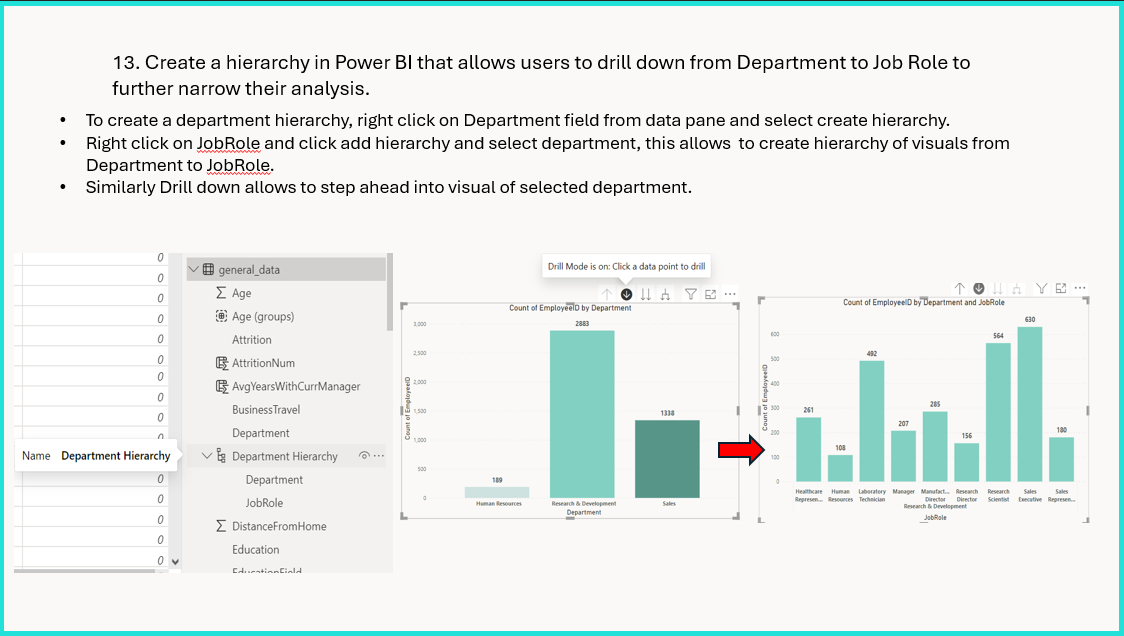 13. Create a hierarchy in Power BI that allows users to drill down from Department to Job Role to
further narrow their analysis.
• To create a department hierarchy, right click on Department field from data pane and select create hierarchy.
• Right click on JobRole and click add hierarchy and select department, this allows to create hierarchy of visuals from
Department to JobRole.
• Similarly Drill down allows to step ahead into visual of selected department.
0
0
0
0
0
0
0
0
0
0
0
0
0
0
Name Department Hierarchy
general_data
Age
Age (groups)
Attrition
AttritionNum
AvgYearsWithCurrManager
BusinessTravel
Department
Department Hierarchy
Department
JobRole
DistanceFromHome
Education
EducationField
Drill Mode is on: Click a data point to drill
Count of EmployeeID by Department
Count of EmployeeID
3,000
2,500
2,000
1,500
1,000
500
0
189
2883
1338
Human Resources
Research & Development
Sales
Department
Count of EmployeeID by Department and JobRole
Count of EmployeeID
600
500
400
300
200
100
0
261
108
492
207
285
156
564
630
180
Healthcare
Represen...
Human
Resources
Laboratory
Technician
Manager
Manufact...
Director
Research
Director
Research
Scientist
Sales
Executive
Sales
Represen...
Research & Development
JobRole